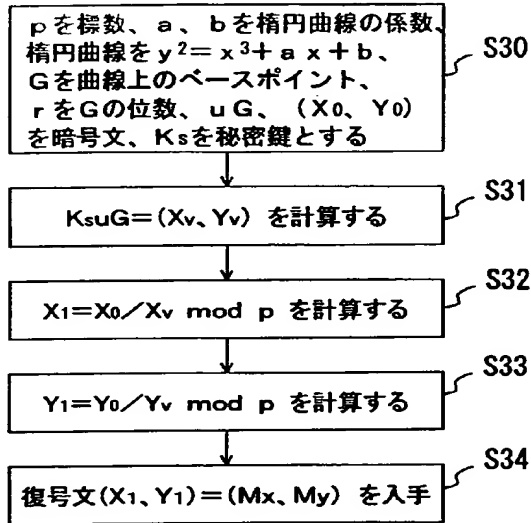 pを標数、a、bを楕円曲線の係数、
楕円曲線をy²=x³+ax+b、
Gを曲線上のベースポイント、
rをGの位数、uG、(X₀、Y₀)
を暗号文、Ksを秘密鍵とする
S30
KsuG=(Xv、Yv) を計算する
S31
X₁=X₀/Xv mod p を計算する
S32
Y₁=Y₀/Yv mod p を計算する
S33
復号文(X₁、Y₁)=(Mx、My) を入手
S34